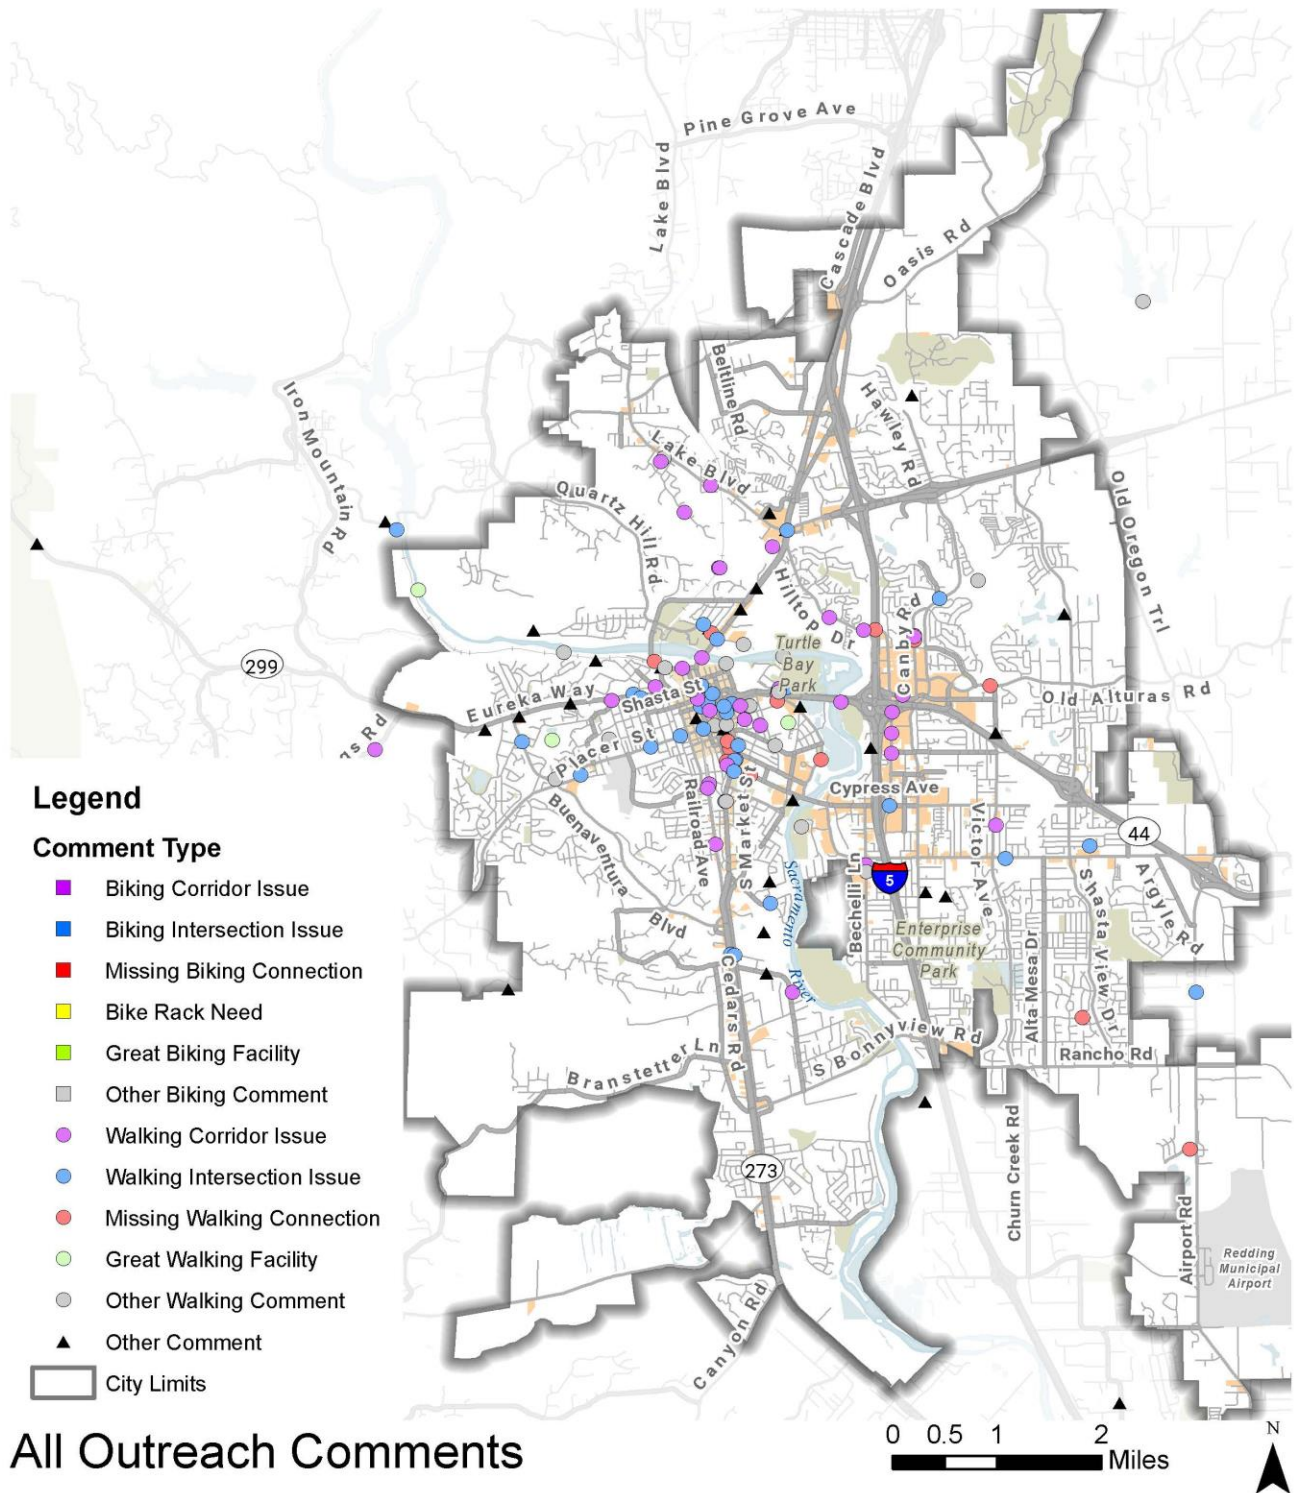 Pine Grove Ave
Lake Blvd
Cascade Blvd
Oasis Rd
Beltline Rd
Hawley Rd
Iron Mountain Rd
Lake Blvd
Quartz Hill Rd
Old Oregon Trl
Hilltop Dr
Canby Rd
Turtle
Bay
Park
299
Eureka Way
Shasta St
Old Alturas Rd
gs Rd
Placer St
Cypress Ave
Buenaventura
Blvd
Railroad Ave
S Market St
Victor Ave
44
Sacramento
River
Bechelli Ln
5
Shasta View Dr
Argyle Rd
Enterprise
Community
Park
Alta Mesa Dr
Cedars Rd
S Bonnyview Rd
Rancho Rd
Branstetter Ln
273
Churn Creek Rd
Airport Rd
Redding
Municipal
Airport
Canyon Rd
Legend
Comment Type
Biking Corridor Issue
Biking Intersection Issue
Missing Biking Connection
Bike Rack Need
Great Biking Facility
Other Biking Comment
Walking Corridor Issue
Walking Intersection Issue
Missing Walking Connection
Great Walking Facility
Other Walking Comment
Other Comment
City Limits
All Outreach Comments
0 0.5 1 2
Miles
N